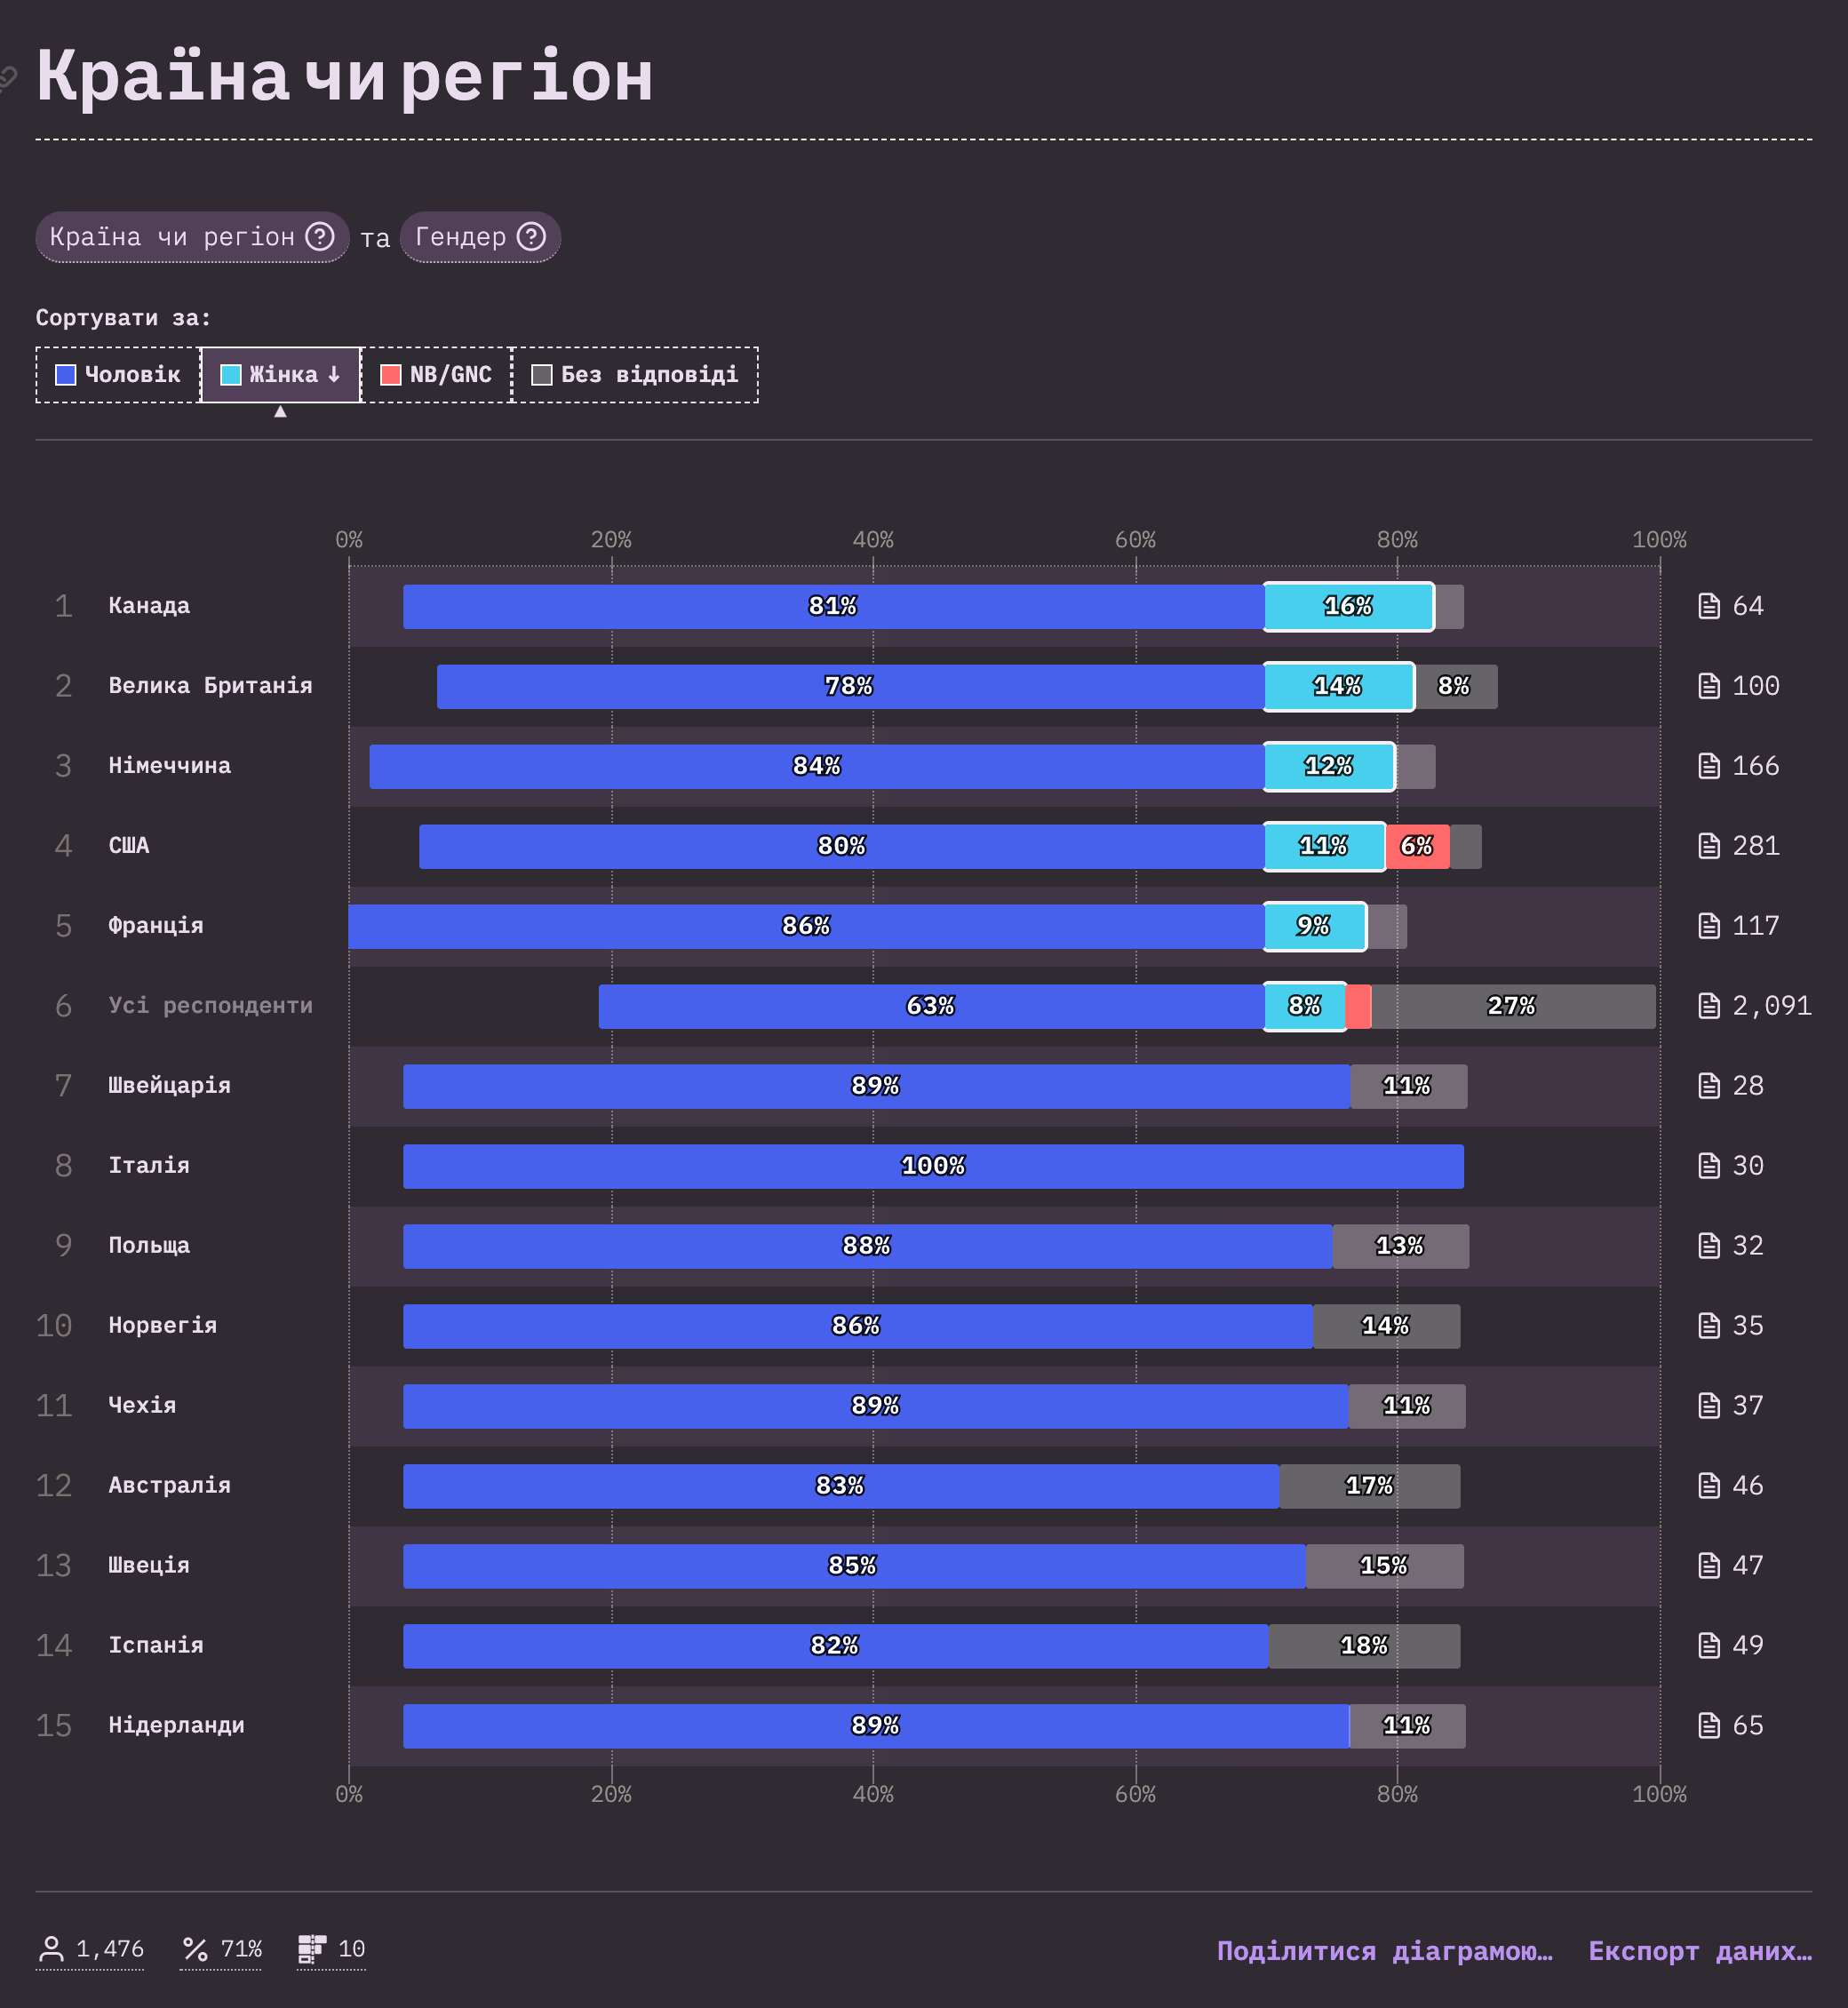 Країна чи регіон
Країна чи регіон ? та Гендер ?
Сортувати за:
Чоловік Жінка ↓ NB/GNC Без відповіді
0% 20% 40% 60% 80% 100%
1 Канада 81% 16% 64
2 Велика Британія 78% 14% 8% 100
3 Німеччина 84% 12% 166
4 США 80% 11% 6% 281
5 Франція 86% 9% 117
6 Усі респонденти 63% 8% 27% 2,091
7 Швейцарія 89% 11% 28
8 Італія 100% 30
9 Польща 88% 13% 32
10 Норвегія 86% 14% 35
11 Чехія 89% 11% 37
12 Австралія 83% 17% 46
13 Швеція 85% 15% 47
14 Іспанія 82% 18% 49
15 Нідерланди 89% 11% 65
0% 20% 40% 60% 80% 100%
1,476 % 71% 10 Поділитися діаграмою… Експорт даних…